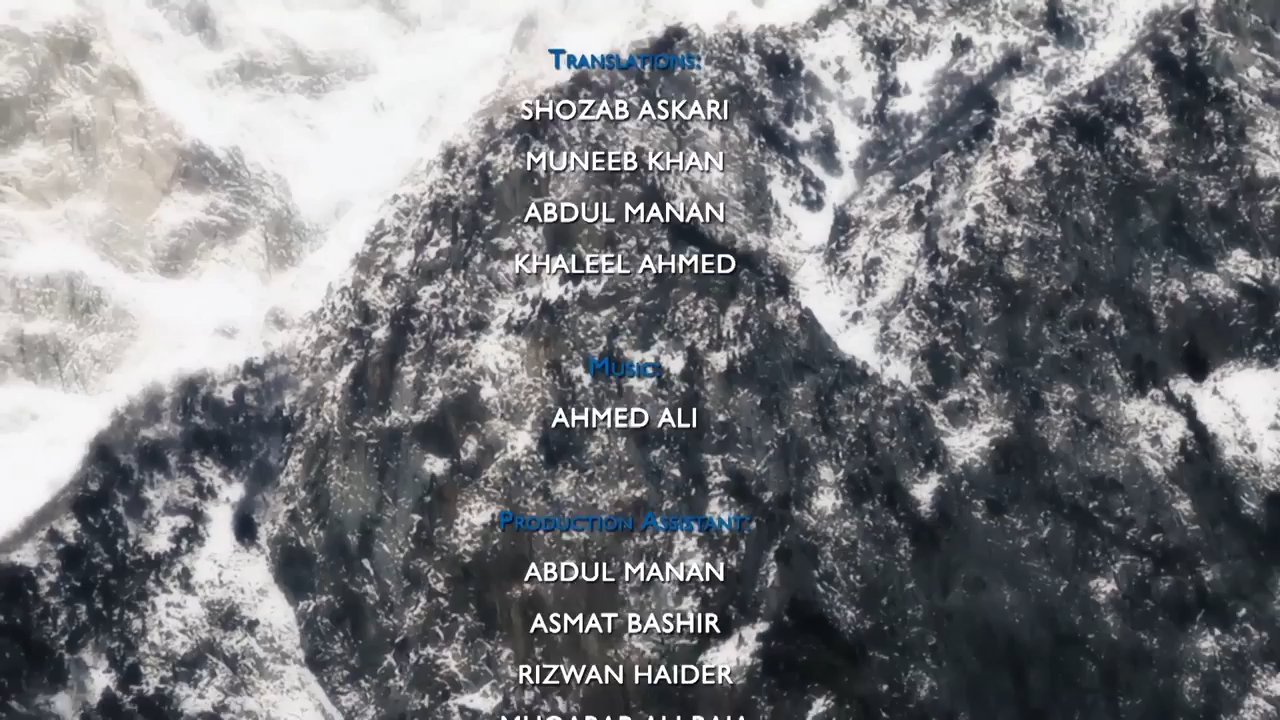 TRANSLATIONS:
SHOZAB ASKARI
MUNEEB KHAN
ABDUL MANAN
KHALEEL AHMED
MUSIC:
AHMED ALI
PRODUCTION ASSISTANT:
ABDUL MANAN
ASMAT BASHIR
RIZWAN HAIDER